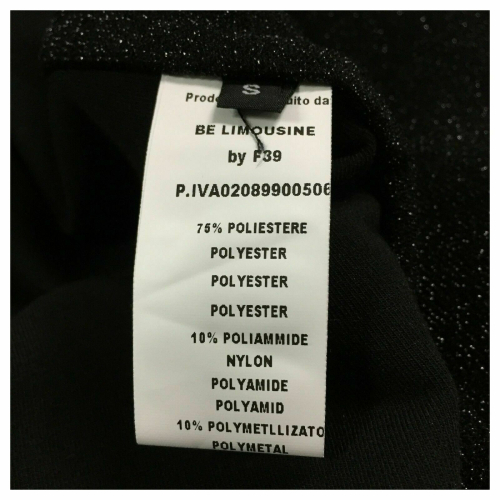 S
Prod uito da
BE LIMOUSINE
by F39
P.IVA02089900506
75% POLIESTERE
POLYESTER
POLYESTER
POLYESTER
10% POLIAMMIDE
NYLON
POLYAMIDE
POLYAMID
10% POLYMETLLIZATO
POLYMETAL